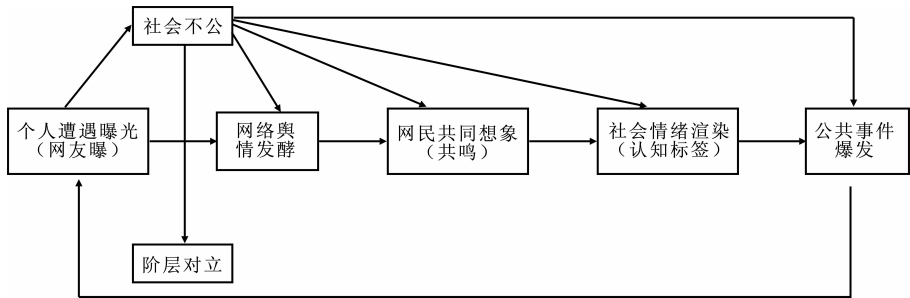 社会不公
个人遭遇曝光
（网友曝）
网络舆
情发酵
网民共同想象
（共鸣）
社会情绪渲染
（认知标签）
公共事件
爆发
阶层对立